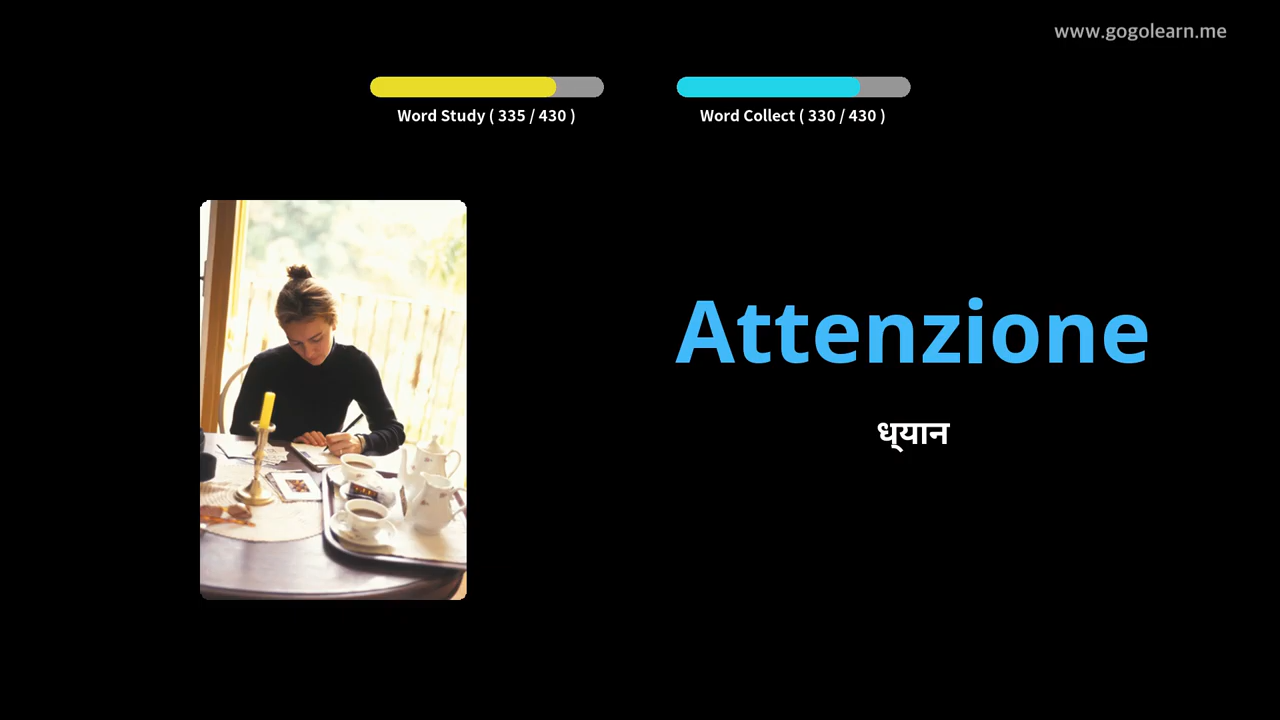 www.gogolearn.me
Word Study ( 335 / 430 )
Word Collect ( 330 / 430 )
Attenzione
ध्यान